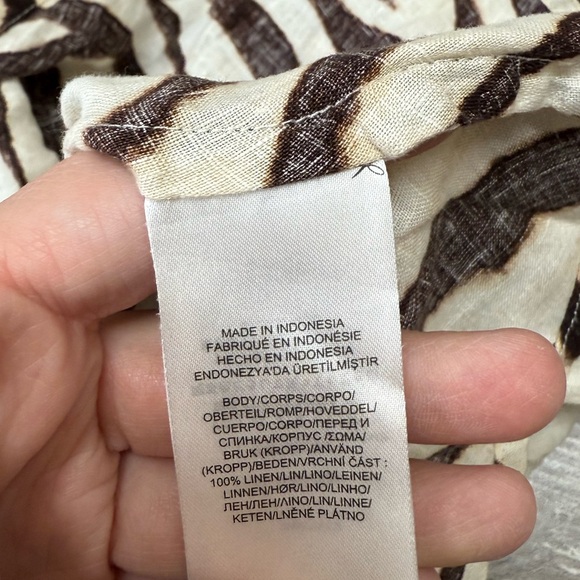 MADE IN INDONESIA
FABRIQUÉ EN INDONÉSIE
HECHO EN INDONESIA
ENDONEZYA'DA ÜRETİLMİŞTİR
BODY/CORPS/CORPO/
OBERTEIL/ROMP/HOVEDDEL/
CUERPO/CORPO/ПЕРЕД И
СПИНКА/КОРПУС /ΣΩΜΑ/
BRUK (KROPP)/ANVÄND
(KROPP)/BEDEN/VRCHNÍ ČÁST :
100% LINEN/LIN/LINO/LEINEN/
LINNEN/HØR/LINO/LINHO/
ЛЕН/ЛЕН/ΛΙΝΟ/LIN/LINNE/
KETEN/LNĚNÉ PLÁTNO